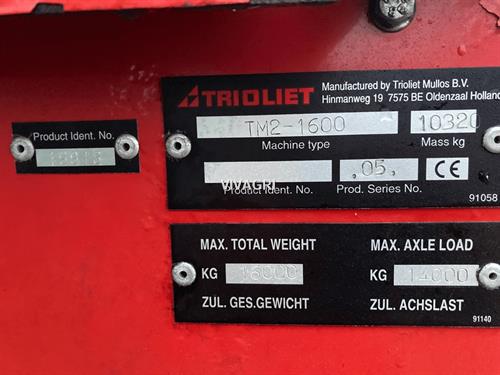 TRIOLIET
Manufactured by Trioliet Mullos B.V.
Hinmanweg 19 7575 BE Oldenzaal Holland
TM2-1600
10320
Machine type
Mass kg
.05.
Product Ident. No.
Prod. Series No.
CE
91058
VIVAGRI
Product Ident. No.
MAX. TOTAL WEIGHT
MAX. AXLE LOAD
KG 16000
KG 14000
ZUL. GES.GEWICHT
ZUL. ACHSLAST
91140